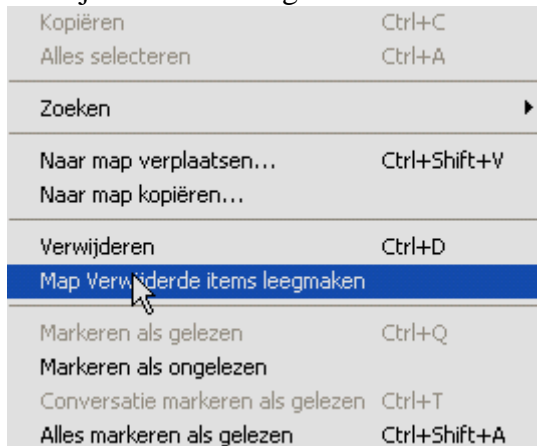 Kopiëren Ctrl+C
Alles selecteren Ctrl+A
Zoeken
Naar map verplaatsen... Ctrl+Shift+V
Naar map kopiëren...
Verwijderen Ctrl+D
Map Verwijderde items leegmaken
Markeren als gelezen Ctrl+Q
Markeren als ongelezen
Conversatie markeren als gelezen Ctrl+T
Alles markeren als gelezen Ctrl+Shift+A